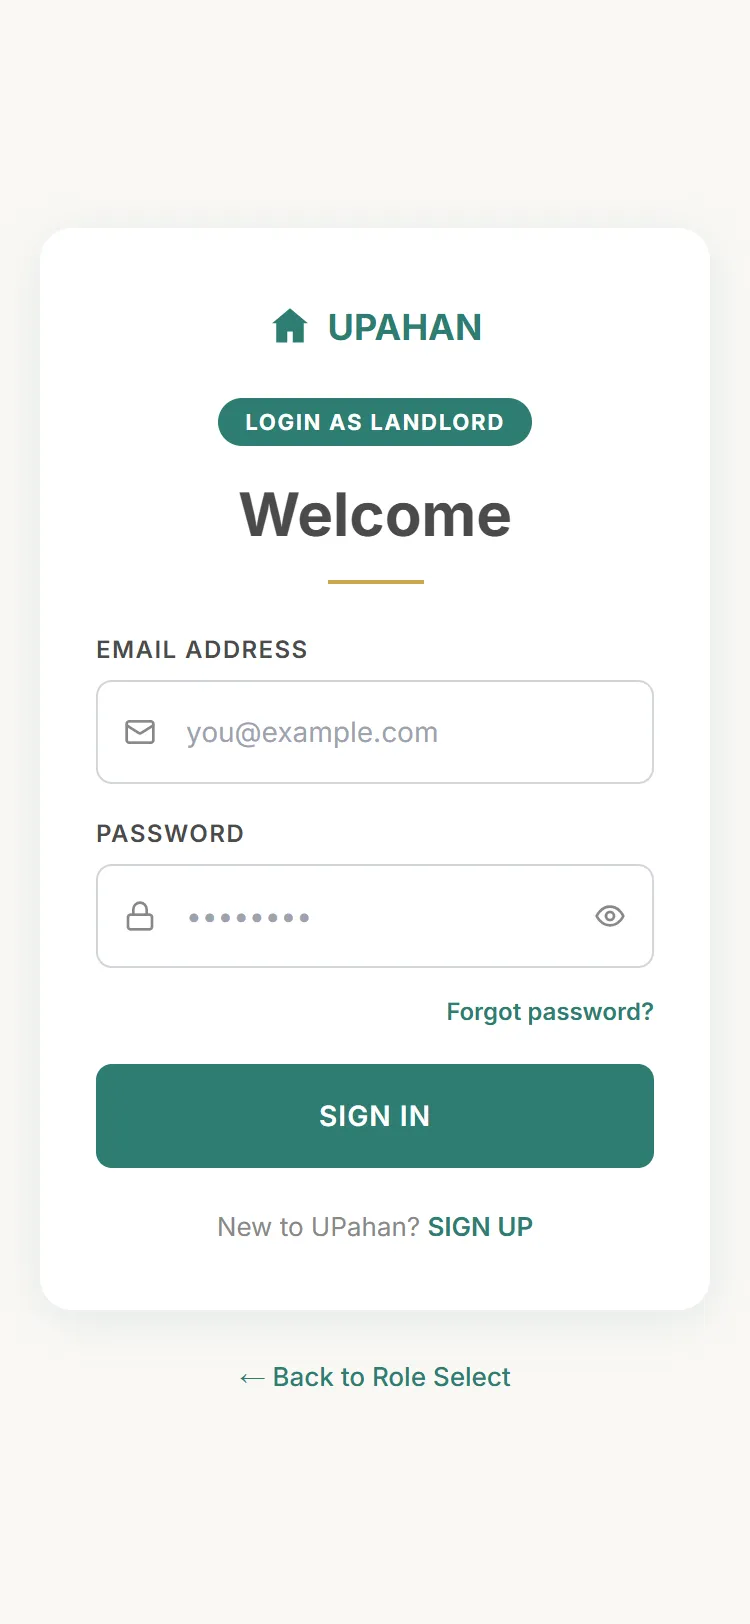 UPAHAN
LOGIN AS LANDLORD
Welcome
EMAIL ADDRESS
you@example.com
PASSWORD
••••••••
Forgot password?
SIGN IN
New to UPahan? SIGN UP
← Back to Role Select